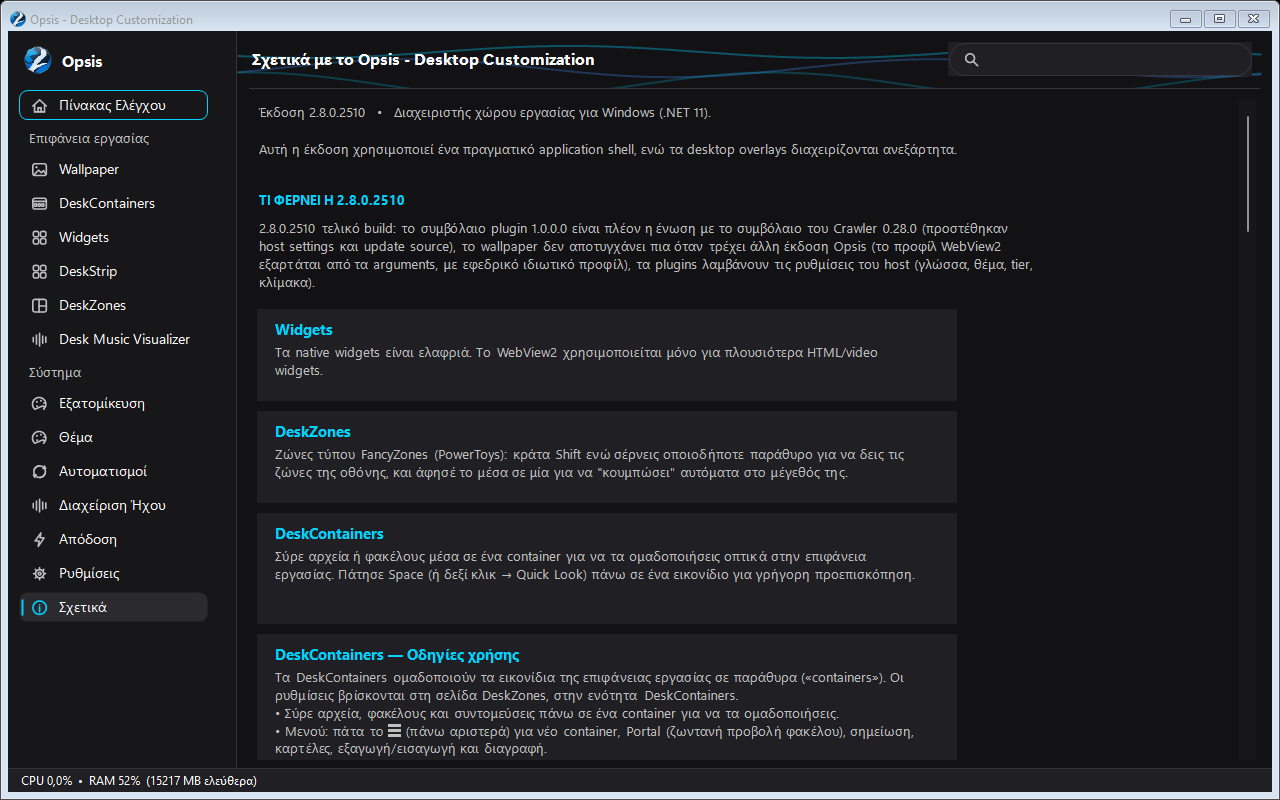 Opsis - Desktop Customization
Opsis
Σχετικά με το Opsis - Desktop Customization
Πίνακας Ελέγχου
Επιφάνεια εργασίας
Wallpaper
DeskContainers
Widgets
DeskStrip
DeskZones
Desk Music Visualizer
Σύστημα
Εξατομίκευση
Θέμα
Αυτοματισμοί
Διαχείριση Ήχου
Απόδοση
Ρυθμίσεις
Σχετικά
Έκδοση 2.8.0.2510 • Διαχειριστής χώρου εργασίας για Windows (.NET 11).
Αυτή η έκδοση χρησιμοποιεί ένα πραγματικό application shell, ενώ τα desktop overlays διαχειρίζονται ανεξάρτητα.
ΤΙ ΦΕΡΝΕΙ Η 2.8.0.2510
2.8.0.2510 τελικό build: το συμβόλαιο plugin 1.0.0.0 είναι πλέον η ένωση με το συμβόλαιο του Crawler 0.28.0 (προστέθηκαν
host settings και update source), το wallpaper δεν αποτυγχάνει πια όταν τρέχει άλλη έκδοση Opsis (το προφίλ WebView2
εξαρτάται από τα arguments, με εφεδρικό ιδιωτικό προφίλ), τα plugins λαμβάνουν τις ρυθμίσεις του host (γλώσσα, θέμα, tier,
κλίμακα).
Widgets
Τα native widgets είναι ελαφριά. Το WebView2 χρησιμοποιείται μόνο για πλουσιότερα HTML/video
widgets.
DeskZones
Ζώνες τύπου FancyZones (PowerToys): κράτα Shift ενώ σέρνεις οποιοδήποτε παράθυρο για να δεις τις
ζώνες της οθόνης, και άφησέ το μέσα σε μία για να "κουμπώσει" αυτόματα στο μέγεθός της.
DeskContainers
Σύρε αρχεία ή φακέλους μέσα σε ένα container για να τα ομαδοποιήσεις οπτικά στην επιφάνεια
εργασίας. Πάτησε Space (ή δεξί κλικ → Quick Look) πάνω σε ένα εικονίδιο για γρήγορη προεπισκόπηση.
DeskContainers — Οδηγίες χρήσης
Τα DeskContainers ομαδοποιούν τα εικονίδια της επιφάνειας εργασίας σε παράθυρα («containers»). Οι
ρυθμίσεις βρίσκονται στη σελίδα DeskZones, στην ενότητα DeskContainers.
• Σύρε αρχεία, φακέλους και συντομεύσεις πάνω σε ένα container για να τα ομαδοποιήσεις.
• Μενού: πάτα το ☰ (πάνω αριστερά) για νέο container, Portal (ζωντανή προβολή φακέλου), σημείωση,
καρτέλες, εξαγωγή/εισαγωγή και διαγραφή.
CPU 0,0% • RAM 52% (15217 MB ελεύθερα)